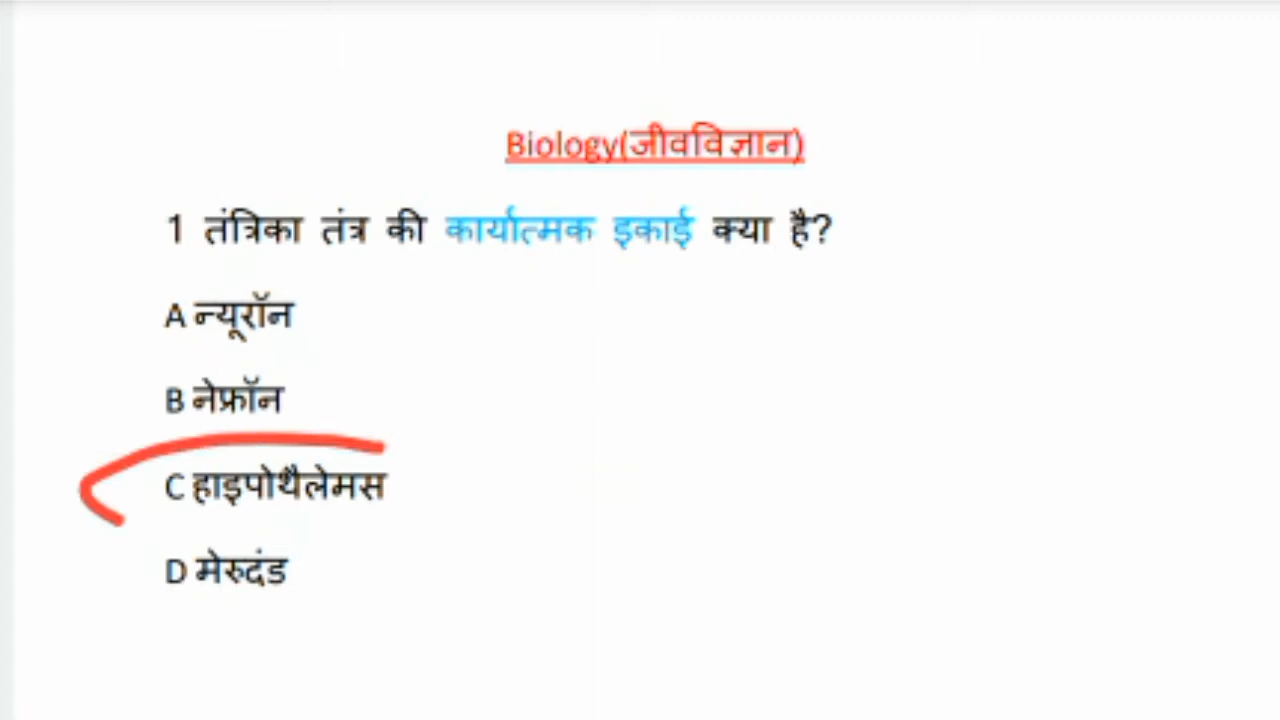 Biology(जीवविज्ञान)
1 तंत्रिका तंत्र की कार्यात्मक इकाई क्या है?
A न्यूरॉन
B नेफ्रॉन
C हाइपोथैलेमस
D मेरुदंड